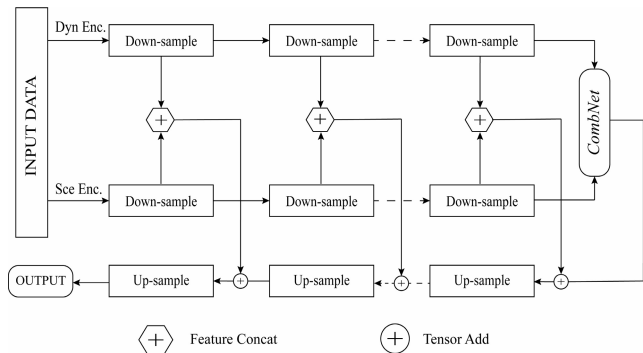 INPUT DATA
Dyn Enc.
Down-sample
Down-sample
Down-sample
CombNet
Sce Enc.
Down-sample
Down-sample
Down-sample
OUTPUT
Up-sample
Up-sample
Up-sample
Feature Concat
Tensor Add